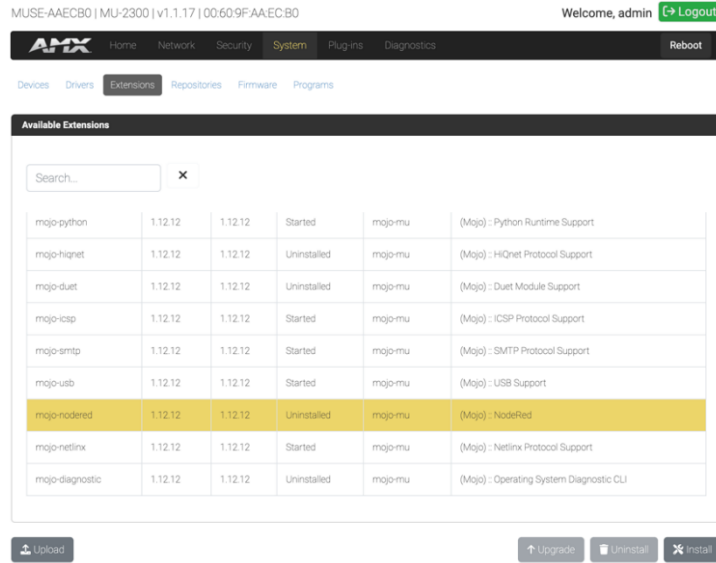 MUSE-AAECB0 | MU-2300 | v1.1.17 | 00:60:9F:AA:EC:B0 Welcome, admin Logout
AMX Home Network Security System Plug-ins Diagnostics Reboot
Devices Drivers Extensions Repositories Firmware Programs
Available Extensions
Search...
mojo-python 1.12.12 1.12.12 Started mojo-mu (Mojo) :: Python Runtime Support
mojo-hiqnet 1.12.12 1.12.12 Uninstalled mojo-mu (Mojo) :: HiQnet Protocol Support
mojo-duet 1.12.12 1.12.12 Uninstalled mojo-mu (Mojo) :: Duet Module Support
mojo-icsp 1.12.12 1.12.12 Started mojo-mu (Mojo) :: ICSP Protocol Support
mojo-smtp 1.12.12 1.12.12 Started mojo-mu (Mojo) :: SMTP Protocol Support
mojo-usb 1.12.12 1.12.12 Started mojo-mu (Mojo) :: USB Support
mojo-nodered 1.12.12 1.12.12 Uninstalled mojo-mu (Mojo) :: NodeRed
mojo-netlinx 1.12.12 1.12.12 Started mojo-mu (Mojo) :: Netlinx Protocol Support
mojo-diagnostic 1.12.12 1.12.12 Uninstalled mojo-mu (Mojo) :: Operating System Diagnostic CLI
Upload Upgrade Uninstall Install